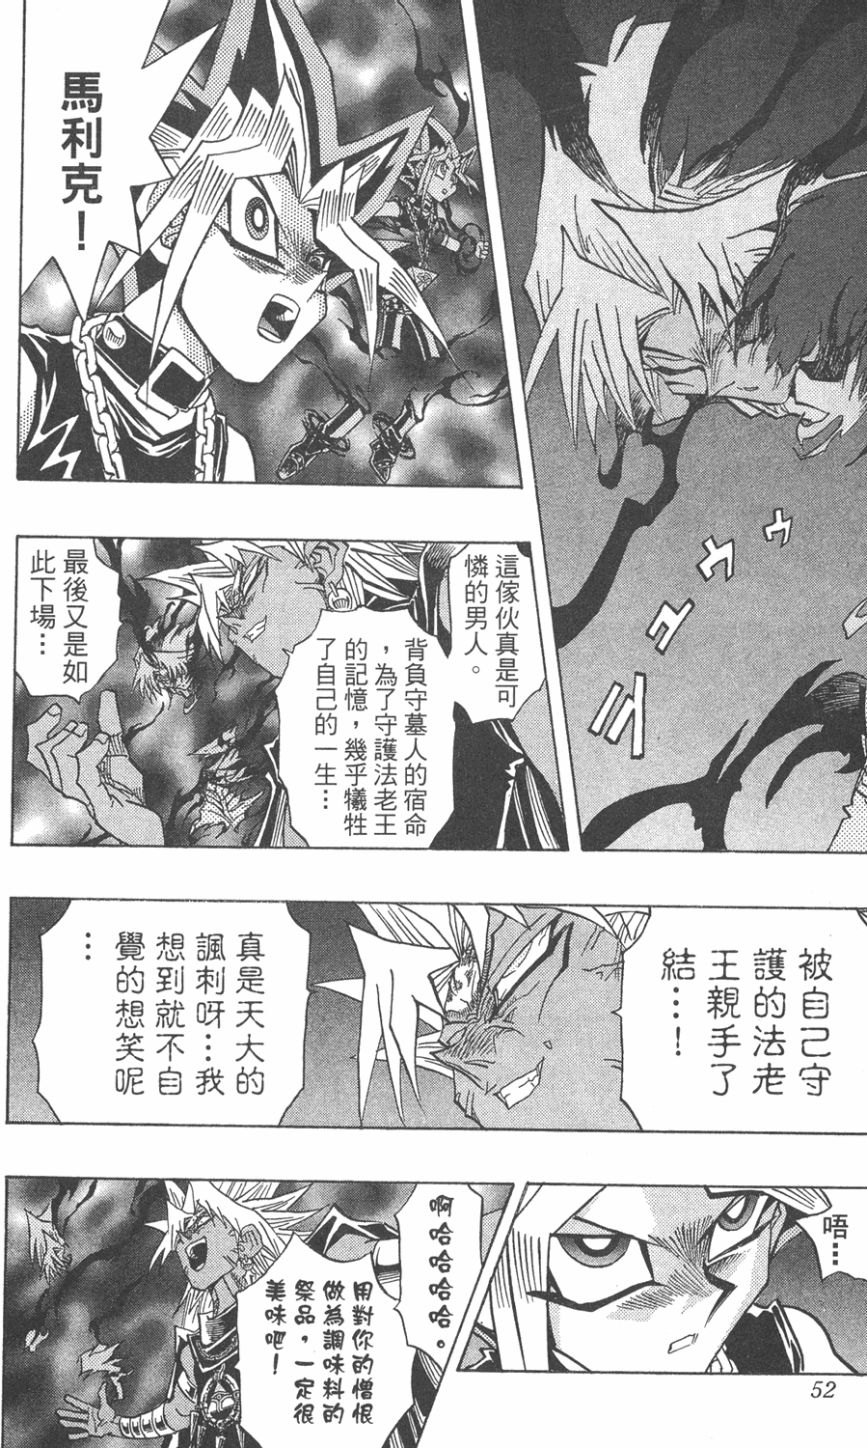 ウウウウ
馬利克！
這傢伙真是可
憐的男人。
背負守墓人的宿命
，為了守護法老王
的記憶，幾乎犧牲
了自己的一生…
最後又是如
此下場…
被自己守
護的法老
王親手了
結…！
真是天大的
諷刺呀…我
想到就不自
覺的想笑呢
…
唔…
啊哈哈哈哈。
用對你的憎恨
做為調味料的
祭品，一定很
美味吧！
52